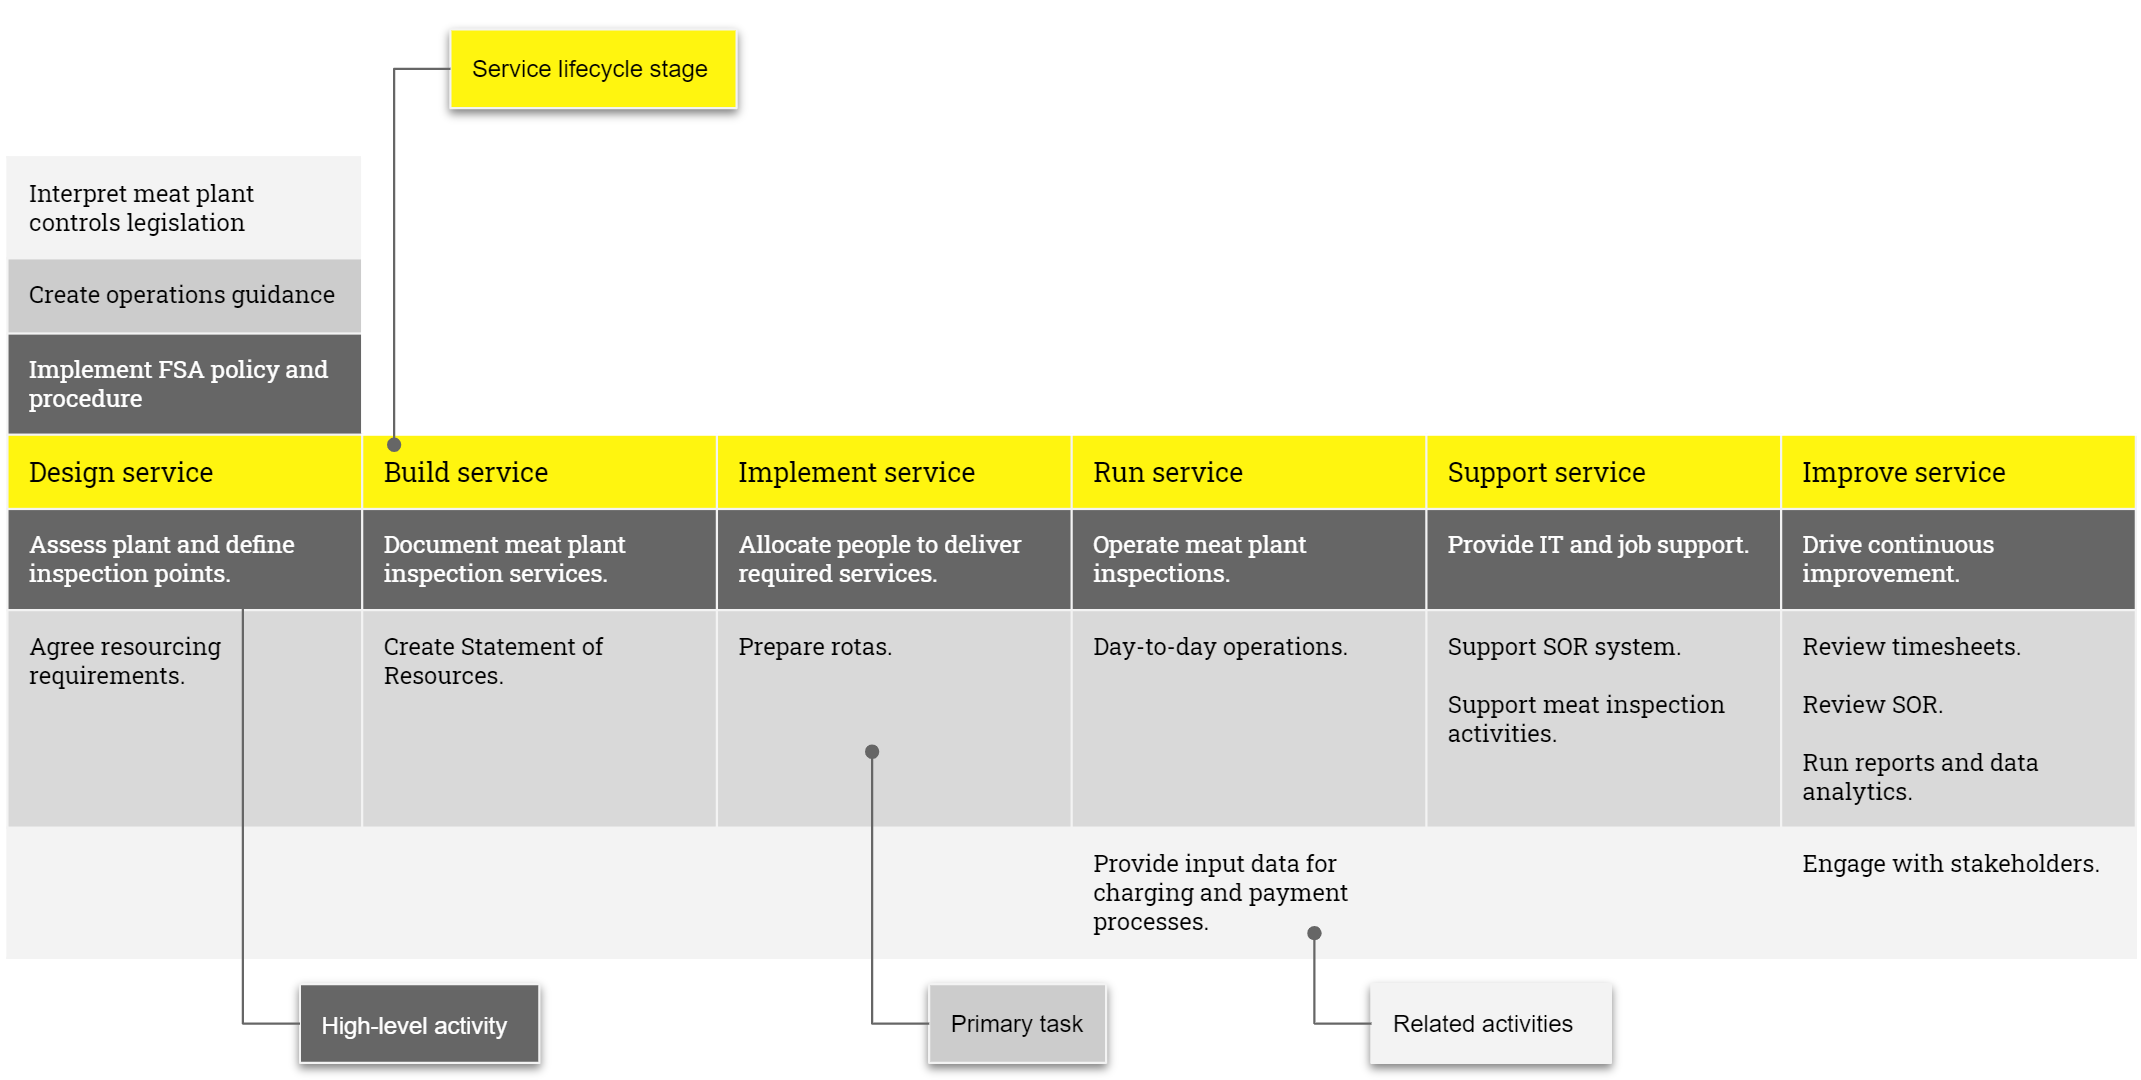 Service lifecycle stage
Interpret meat plant
controls legislation
Create operations guidance
Implement FSA policy and
procedure
Design service
Build service
Implement service
Run service
Support service
Improve service
Assess plant and define
inspection points.
Document meat plant
inspection services.
Allocate people to deliver
required services.
Operate meat plant
inspections.
Provide IT and job support.
Drive continuous
improvement.
Agree resourcing
requirements.
Create Statement of
Resources.
Prepare rotas.
Day-to-day operations.
Support SOR system.
Support meat inspection
activities.
Review timesheets.
Review SOR.
Run reports and data
analytics.
Provide input data for
charging and payment
processes.
Engage with stakeholders.
High-level activity
Primary task
Related activities